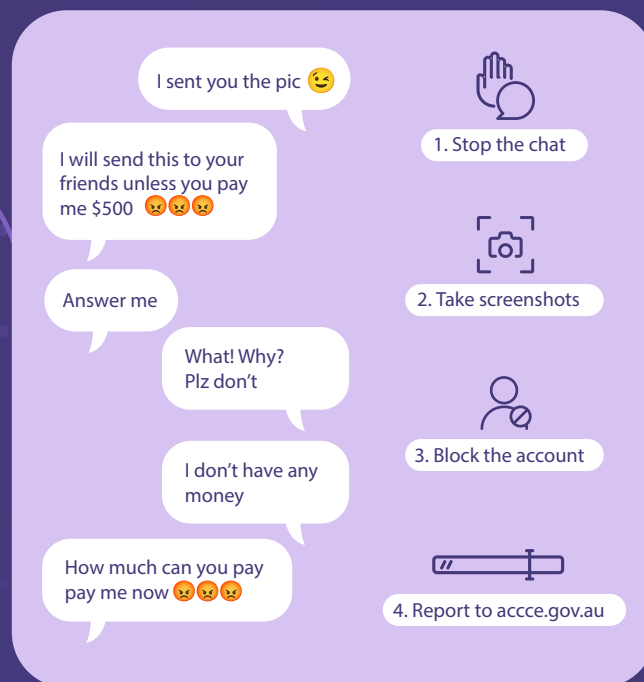 I sent you the pic 😉
I will send this to your
friends unless you pay
me $500 😡😡😡
Answer me
What! Why?
Plz don’t
I don’t have any
money
How much can you pay
pay me now 😡😡😡
1. Stop the chat
2. Take screenshots
3. Block the account
4. Report to accce.gov.au